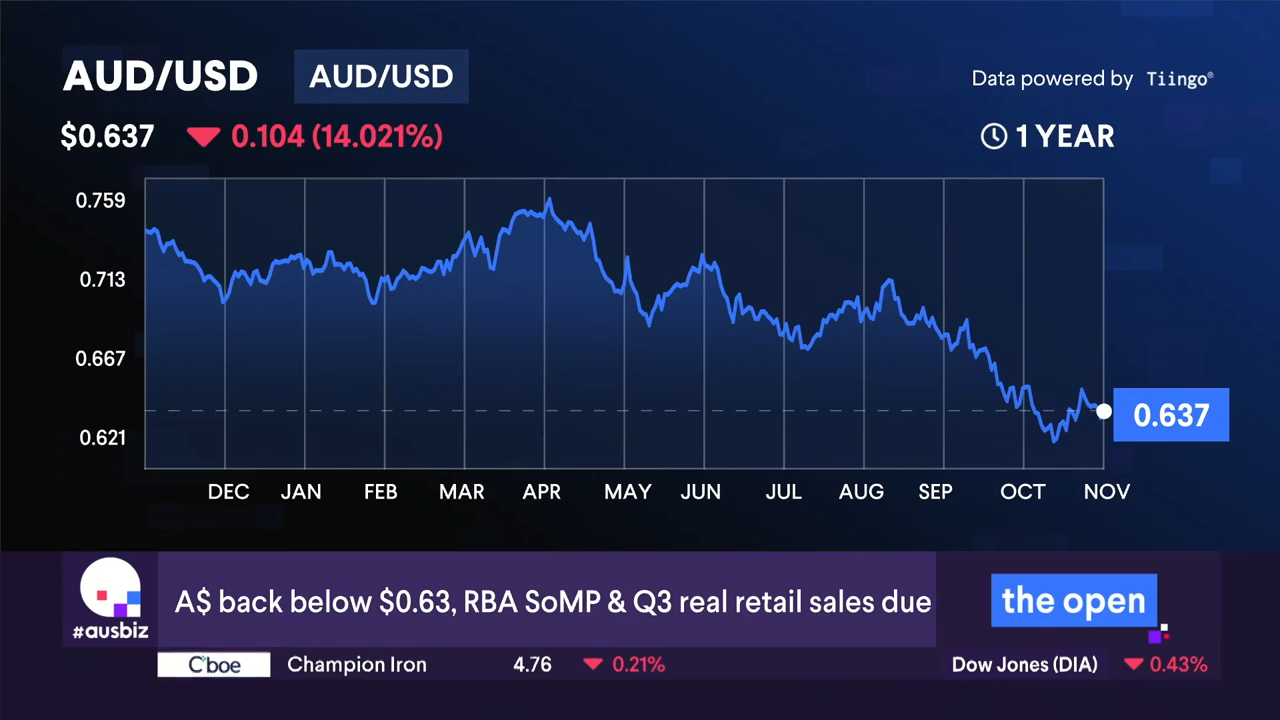 AUD/USD AUD/USD Data powered by Tiingo®
$0.637 ▼ 0.104 (14.021%) 1 YEAR
0.759
0.713
0.667
0.621
0.637
DEC JAN FEB MAR APR MAY JUN JUL AUG SEP OCT NOV
#ausbiz
A$ back below $0.63, RBA SoMP & Q3 real retail sales due
the open
Cboe Champion Iron 4.76 ▼ 0.21% Dow Jones (DIA) ▼ 0.43%